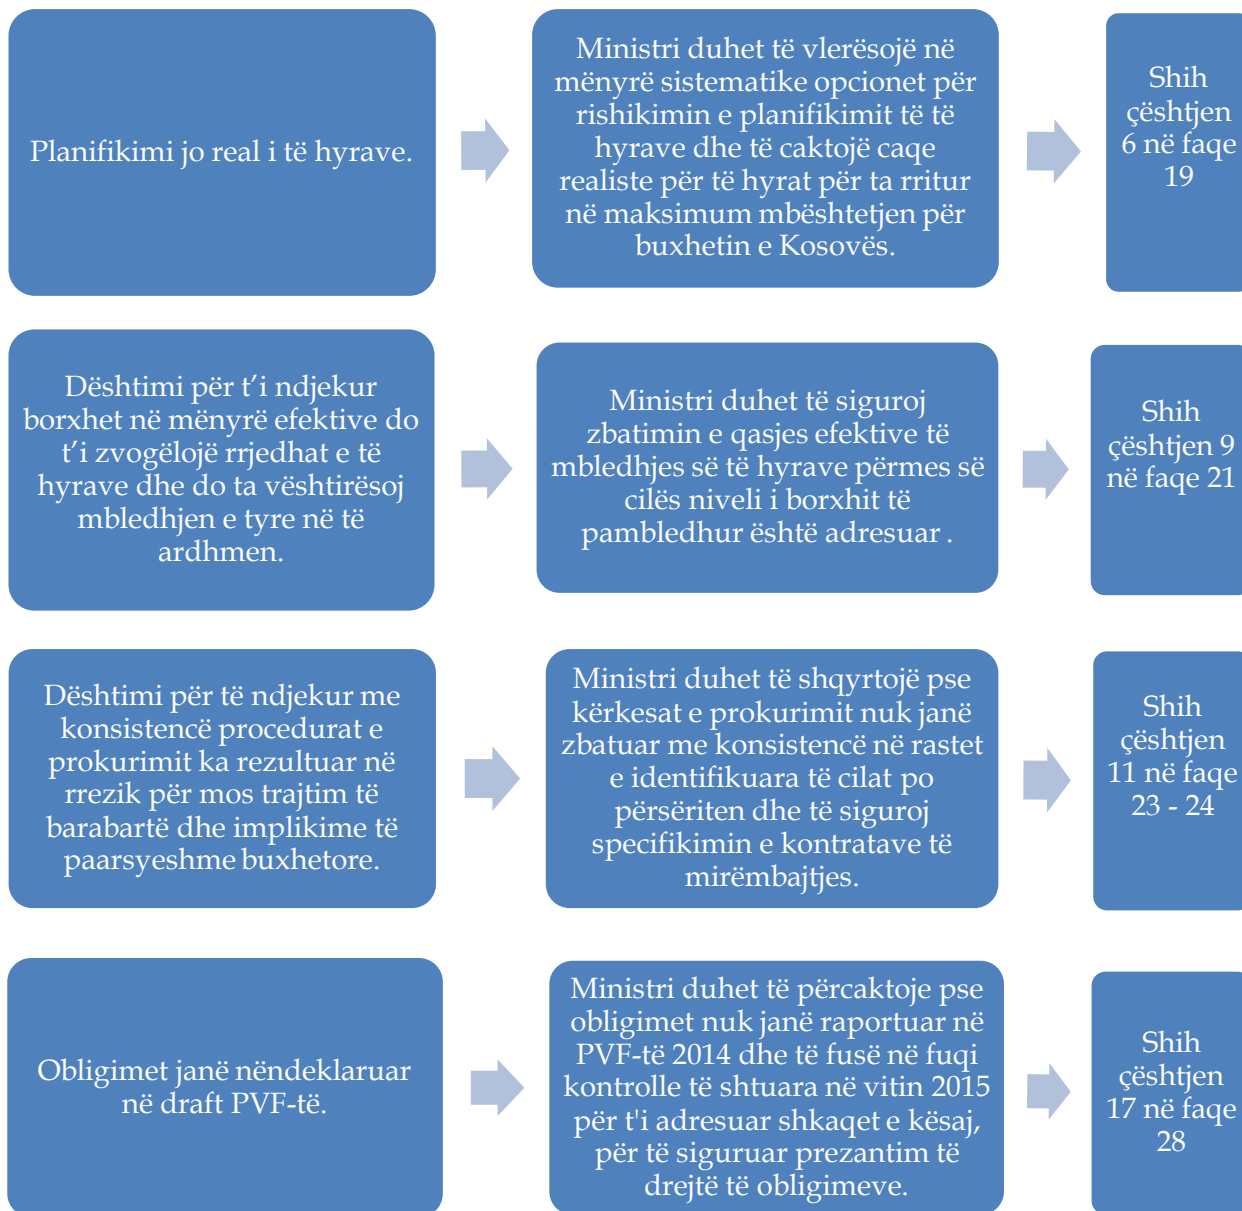 Planifikimi jo real i të hyrave.
Ministri duhet të vlerësojë në
mënyrë sistematike opcionet për
rishikimin e planifikimit të të
hyrave dhe të caktojë caqe
realiste për të hyrat për ta rritur
në maksimum mbështetjen për
buxhetin e Kosovës.
Shih
çështjen
6 në faqe
19
Dështimi për t’i ndjekur
borxhet në mënyrë efektive do
t’i zvogëlojë rrjedhat e të
hyrave dhe do ta vështirësoj
mbledhjen e tyre në të
ardhmen.
Ministri duhet të siguroj
zbatimin e qasjes efektive të
mbledhjes së të hyrave përmes së
cilës niveli i borxhit të
pambledhur është adresuar .
Shih
çështjen 9
në faqe 21
Dështimi për të ndjekur me
konsistencë procedurat e
prokurimit ka rezultuar në
rrezik për mos trajtim të
barabartë dhe implikime të
paarsyeshme buxhetore.
Ministri duhet të shqyrtojë pse
kërkesat e prokurimit nuk janë
zbatuar me konsistencë në rastet
e identifikuara të cilat po
përsëriten dhe të siguroj
specifikimin e kontratave të
mirëmbajtjes.
Shih
çështjen
11 në faqe
23 - 24
Obligimet janë nëndeklaruar
në draft PVF-të.
Ministri duhet të përcaktoje pse
obligimet nuk janë raportuar në
PVF-të 2014 dhe të fusë në fuqi
kontrolle të shtuara në vitin 2015
për t'i adresuar shkaqet e kësaj,
për të siguruar prezantim të
drejtë të obligimeve.
Shih
çështjen
17 në faqe
28